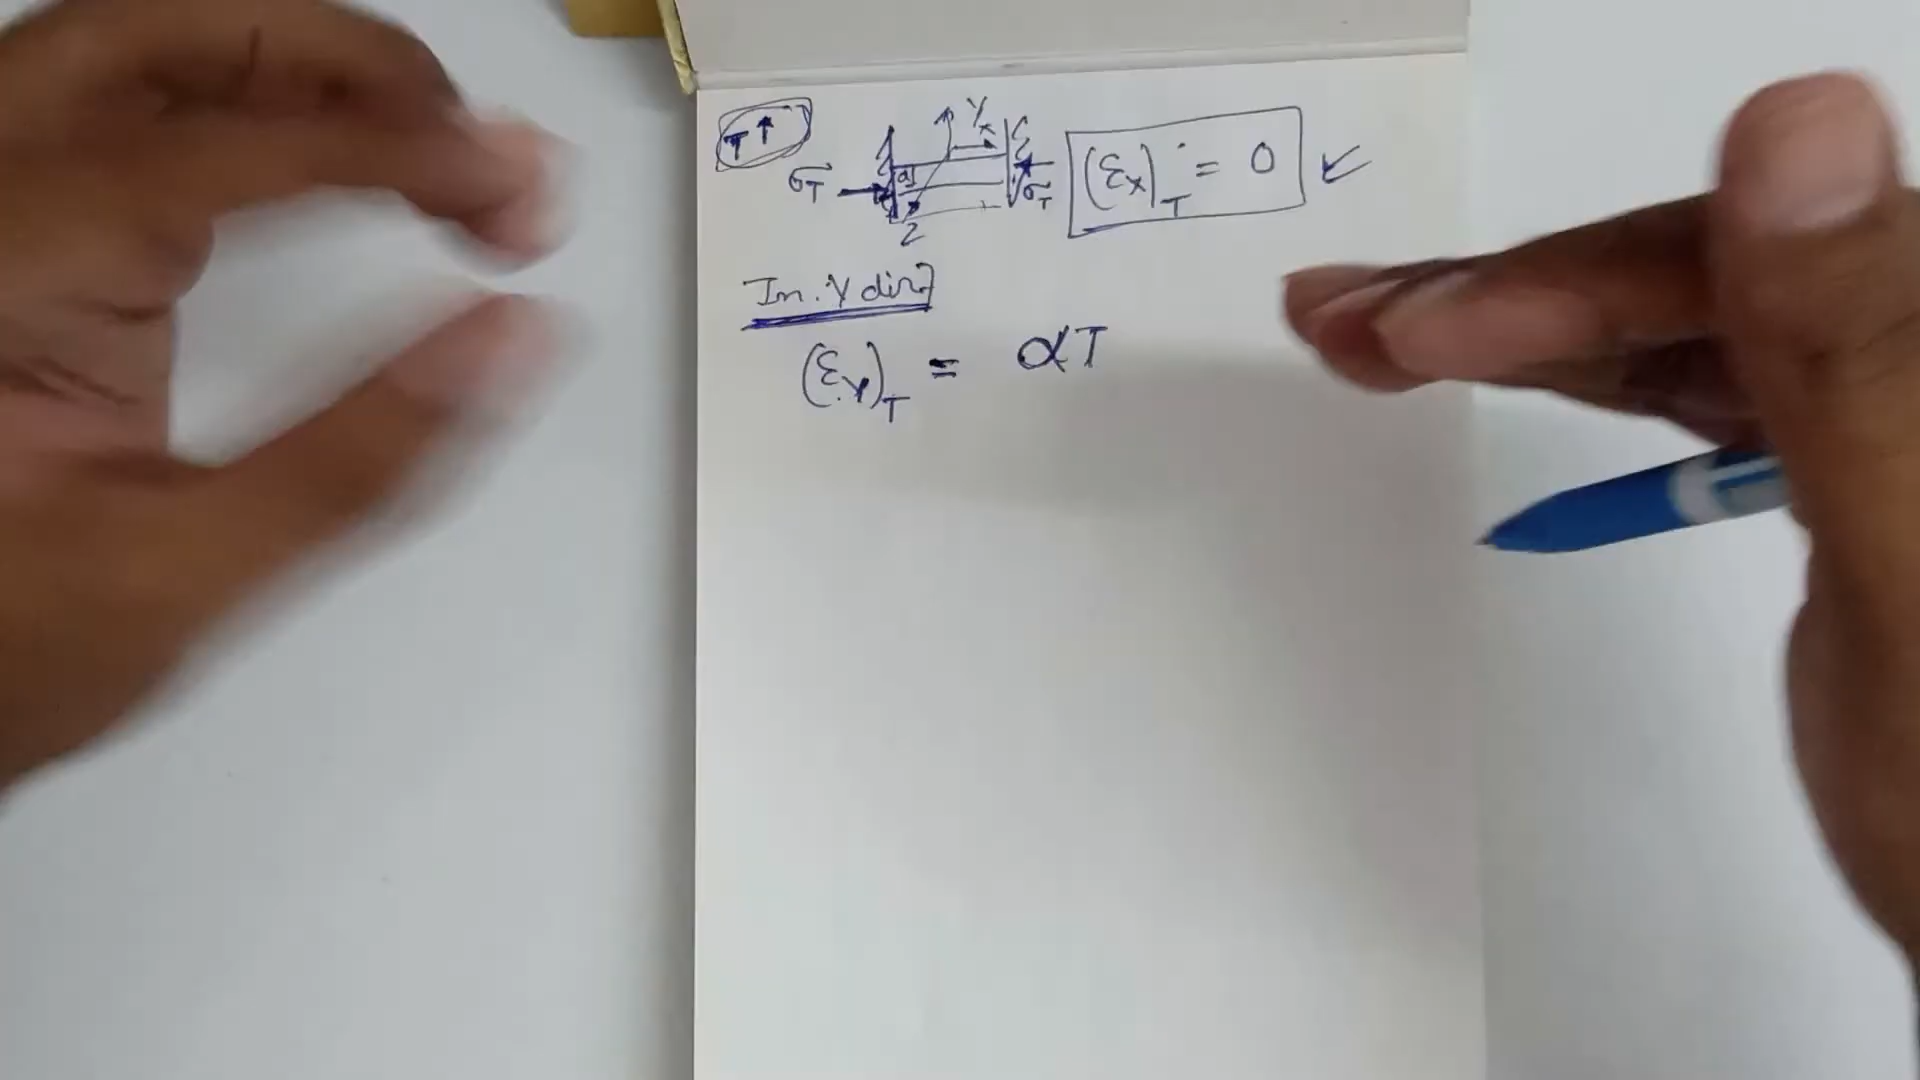 T↑
Y
x
σT
σT
Z
(εx)T = 0 ✓
In. Y dirⁿ
(εy)T = αT